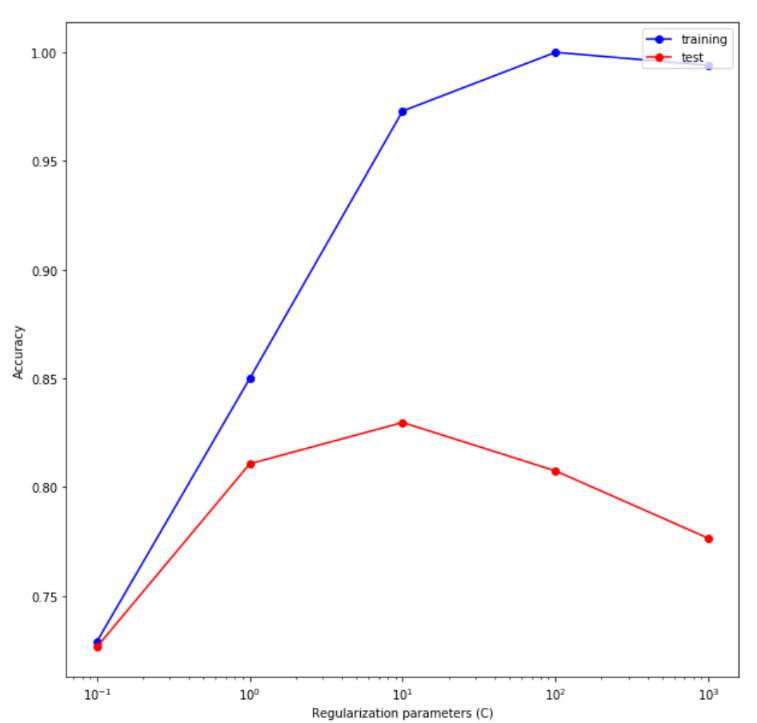 training
test
1.00
0.95
0.90
0.85
0.80
0.75
Accuracy
10⁻¹ 10⁰ 10¹ 10² 10³
Regularization parameters (C)